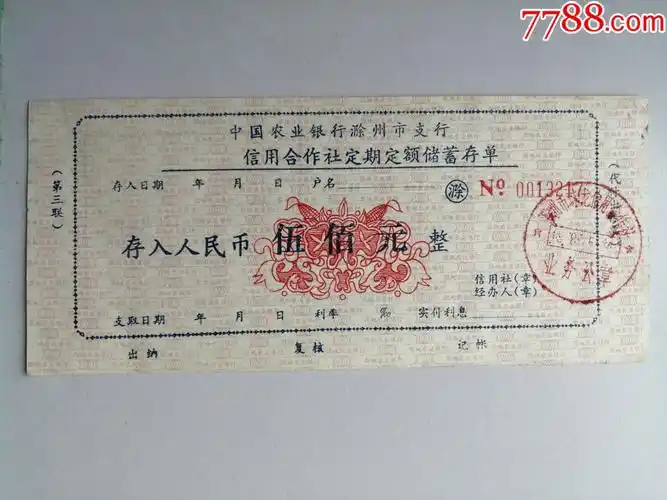 7788.com
中国农业银行滁州市支行
信用合作社定期定额储蓄存单
存入日期 年 月 日 户名
滁 № 001321
存入人民币 伍佰元整
信用社(章)
经办人(章)
支取日期 年 月 日 利率 ‰ 实付利息
出纳 复核 记帐
(第三联)
(代
业务公章